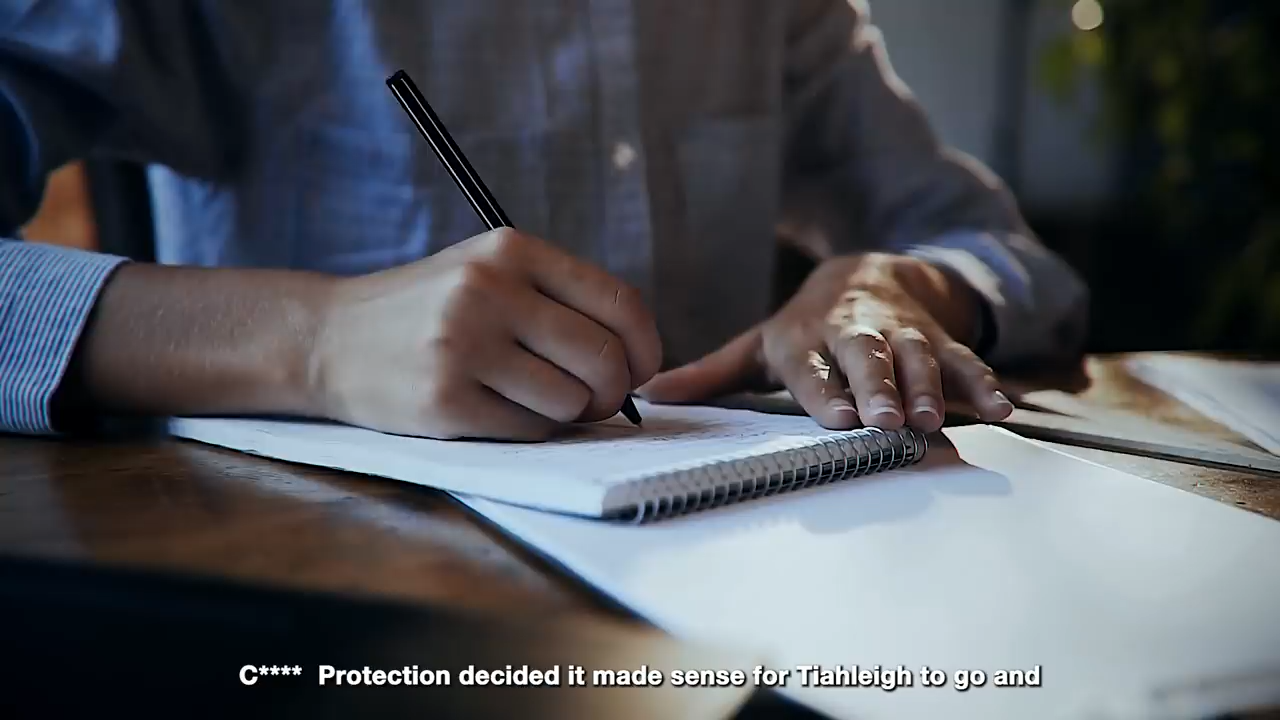 C**** Protection decided it made sense for Tiahleigh to go and